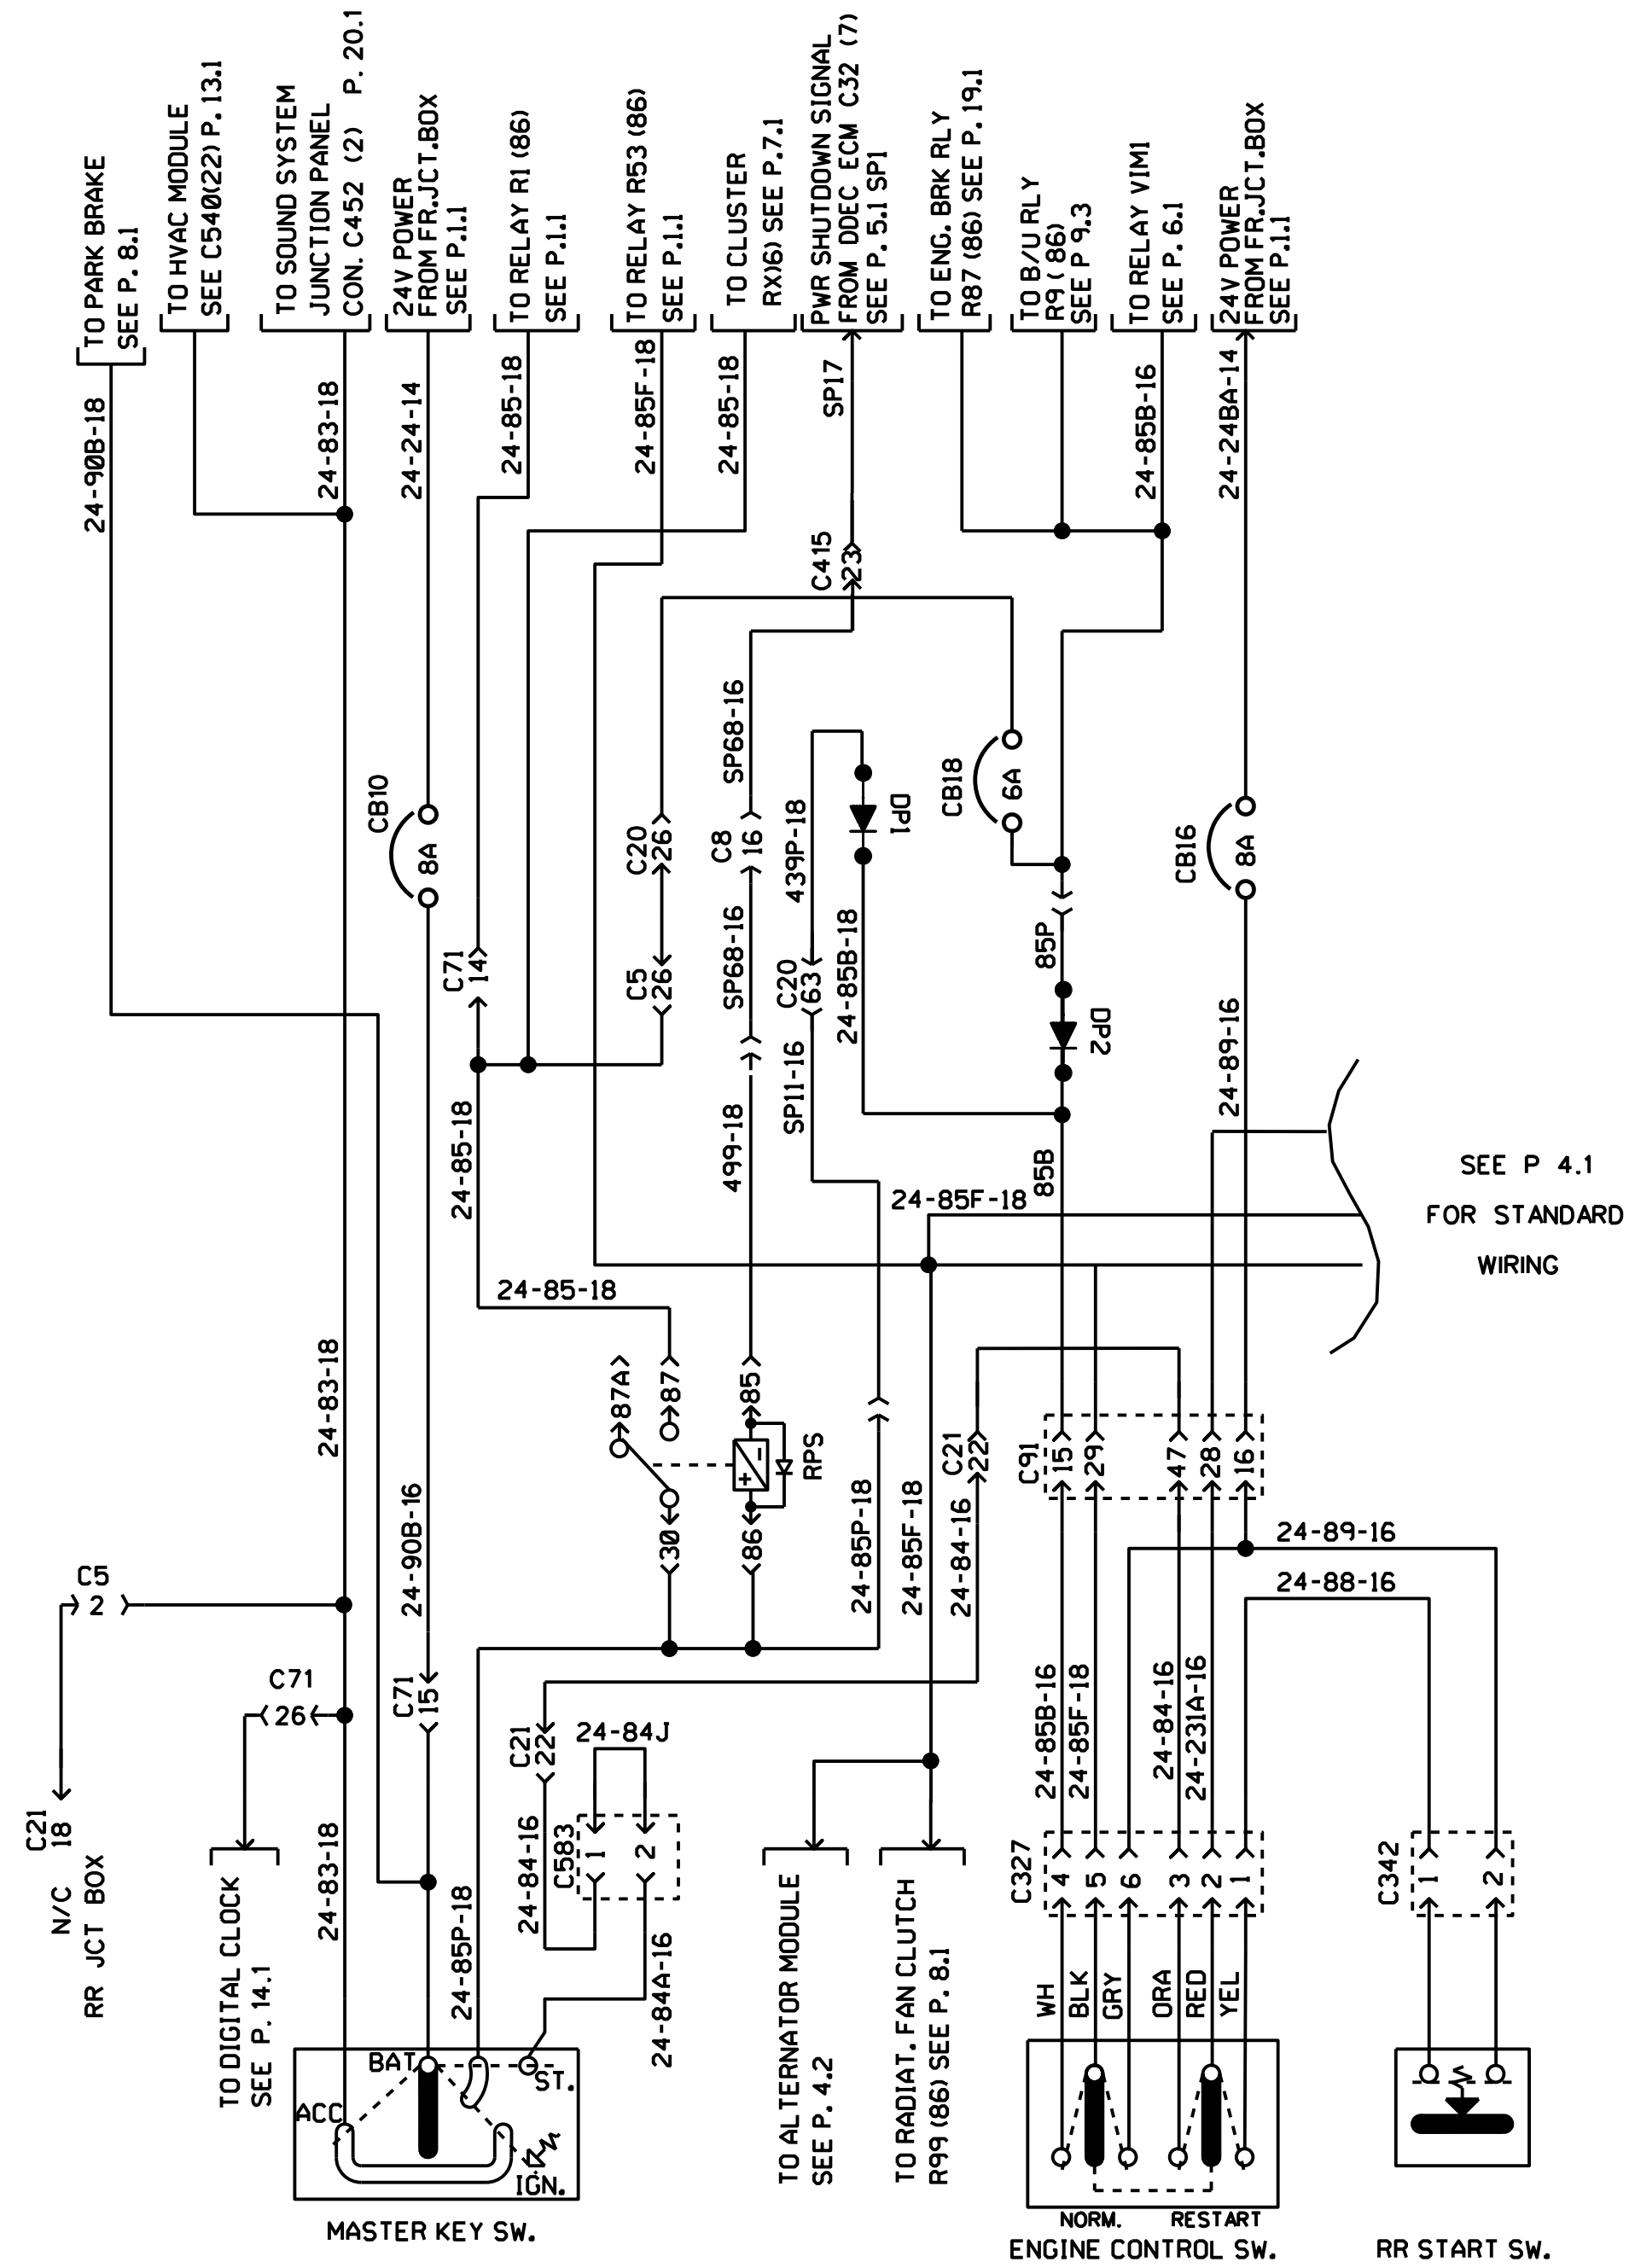 TO PARK BRAKE
SEE P. 8.1
TO HVAC MODULE
SEE C540(22) P. 13.1
TO SOUND SYSTEM
JUNCTION PANEL
CON. C452 (2) P. 20.1
24V POWER
FROM FR.JCT.BOX
SEE P.1.1
TO RELAY R1 (86)
SEE P.1.1
TO RELAY R53 (86)
SEE P.1.1
TO CLUSTER
RX)6) SEE P.7.1
PWR SHUTDOWN SIGNAL
FROM DDEC ECM C32 (7)
SEE P. 5.1 SP1
TO ENG. BRK RLY
R87 (86) SEE P. 19.1
TO B/U RLY
R9 (86)
SEE P 9.3
TO RELAY VIM1
SEE P. 6.1
24V POWER
FROM FR.JCT.BOX
SEE P.1.1
24-90B-18
24-83-18
24-24-14
24-85-18
24-85F-18
24-85-18
SP17
24-85B-16
24-24BA-14
C415
23
SP68-16
CB10
8A
C20
26
C8
16
439P-18
DP1
CB18
6A
CB16
8A
C71
14
C5
26
SP68-16
C20
63
24-85B-18
85P
DP2
24-89-16
24-85-18
499-18
SP11-16
85B
24-85F-18
SEE P 4.1
FOR STANDARD
WIRING
24-85-18
24-83-18
87A
87
85
RPS
30
86
24-90B-16
24-85P-18
24-85F-18
C21
22
24-84-16
C91
15
29
47
28
16
24-89-16
24-88-16
C5
2
C71
26
C71
15
C21
22
24-84J
24-85B-16
24-85F-18
24-84-16
24-231A-16
C21
18
N/C
RR JCT BOX
24-83-18
24-85P-18
24-84-16
C583
1
2
24-84A-16
C327
4
5
6
3
2
1
C342
1
2
TO DIGITAL CLOCK
SEE P. 14.1
TO ALTERNATOR MODULE
SEE P. 4.2
TO RADIAT. FAN CLUTCH
R99 (86) SEE P. 8.1
WH
BLK
GRY
ORA
RED
YEL
BAT
ST.
ACC
IGN.
MASTER KEY SW.
NORM.
RESTART
ENGINE CONTROL SW.
RR START SW.